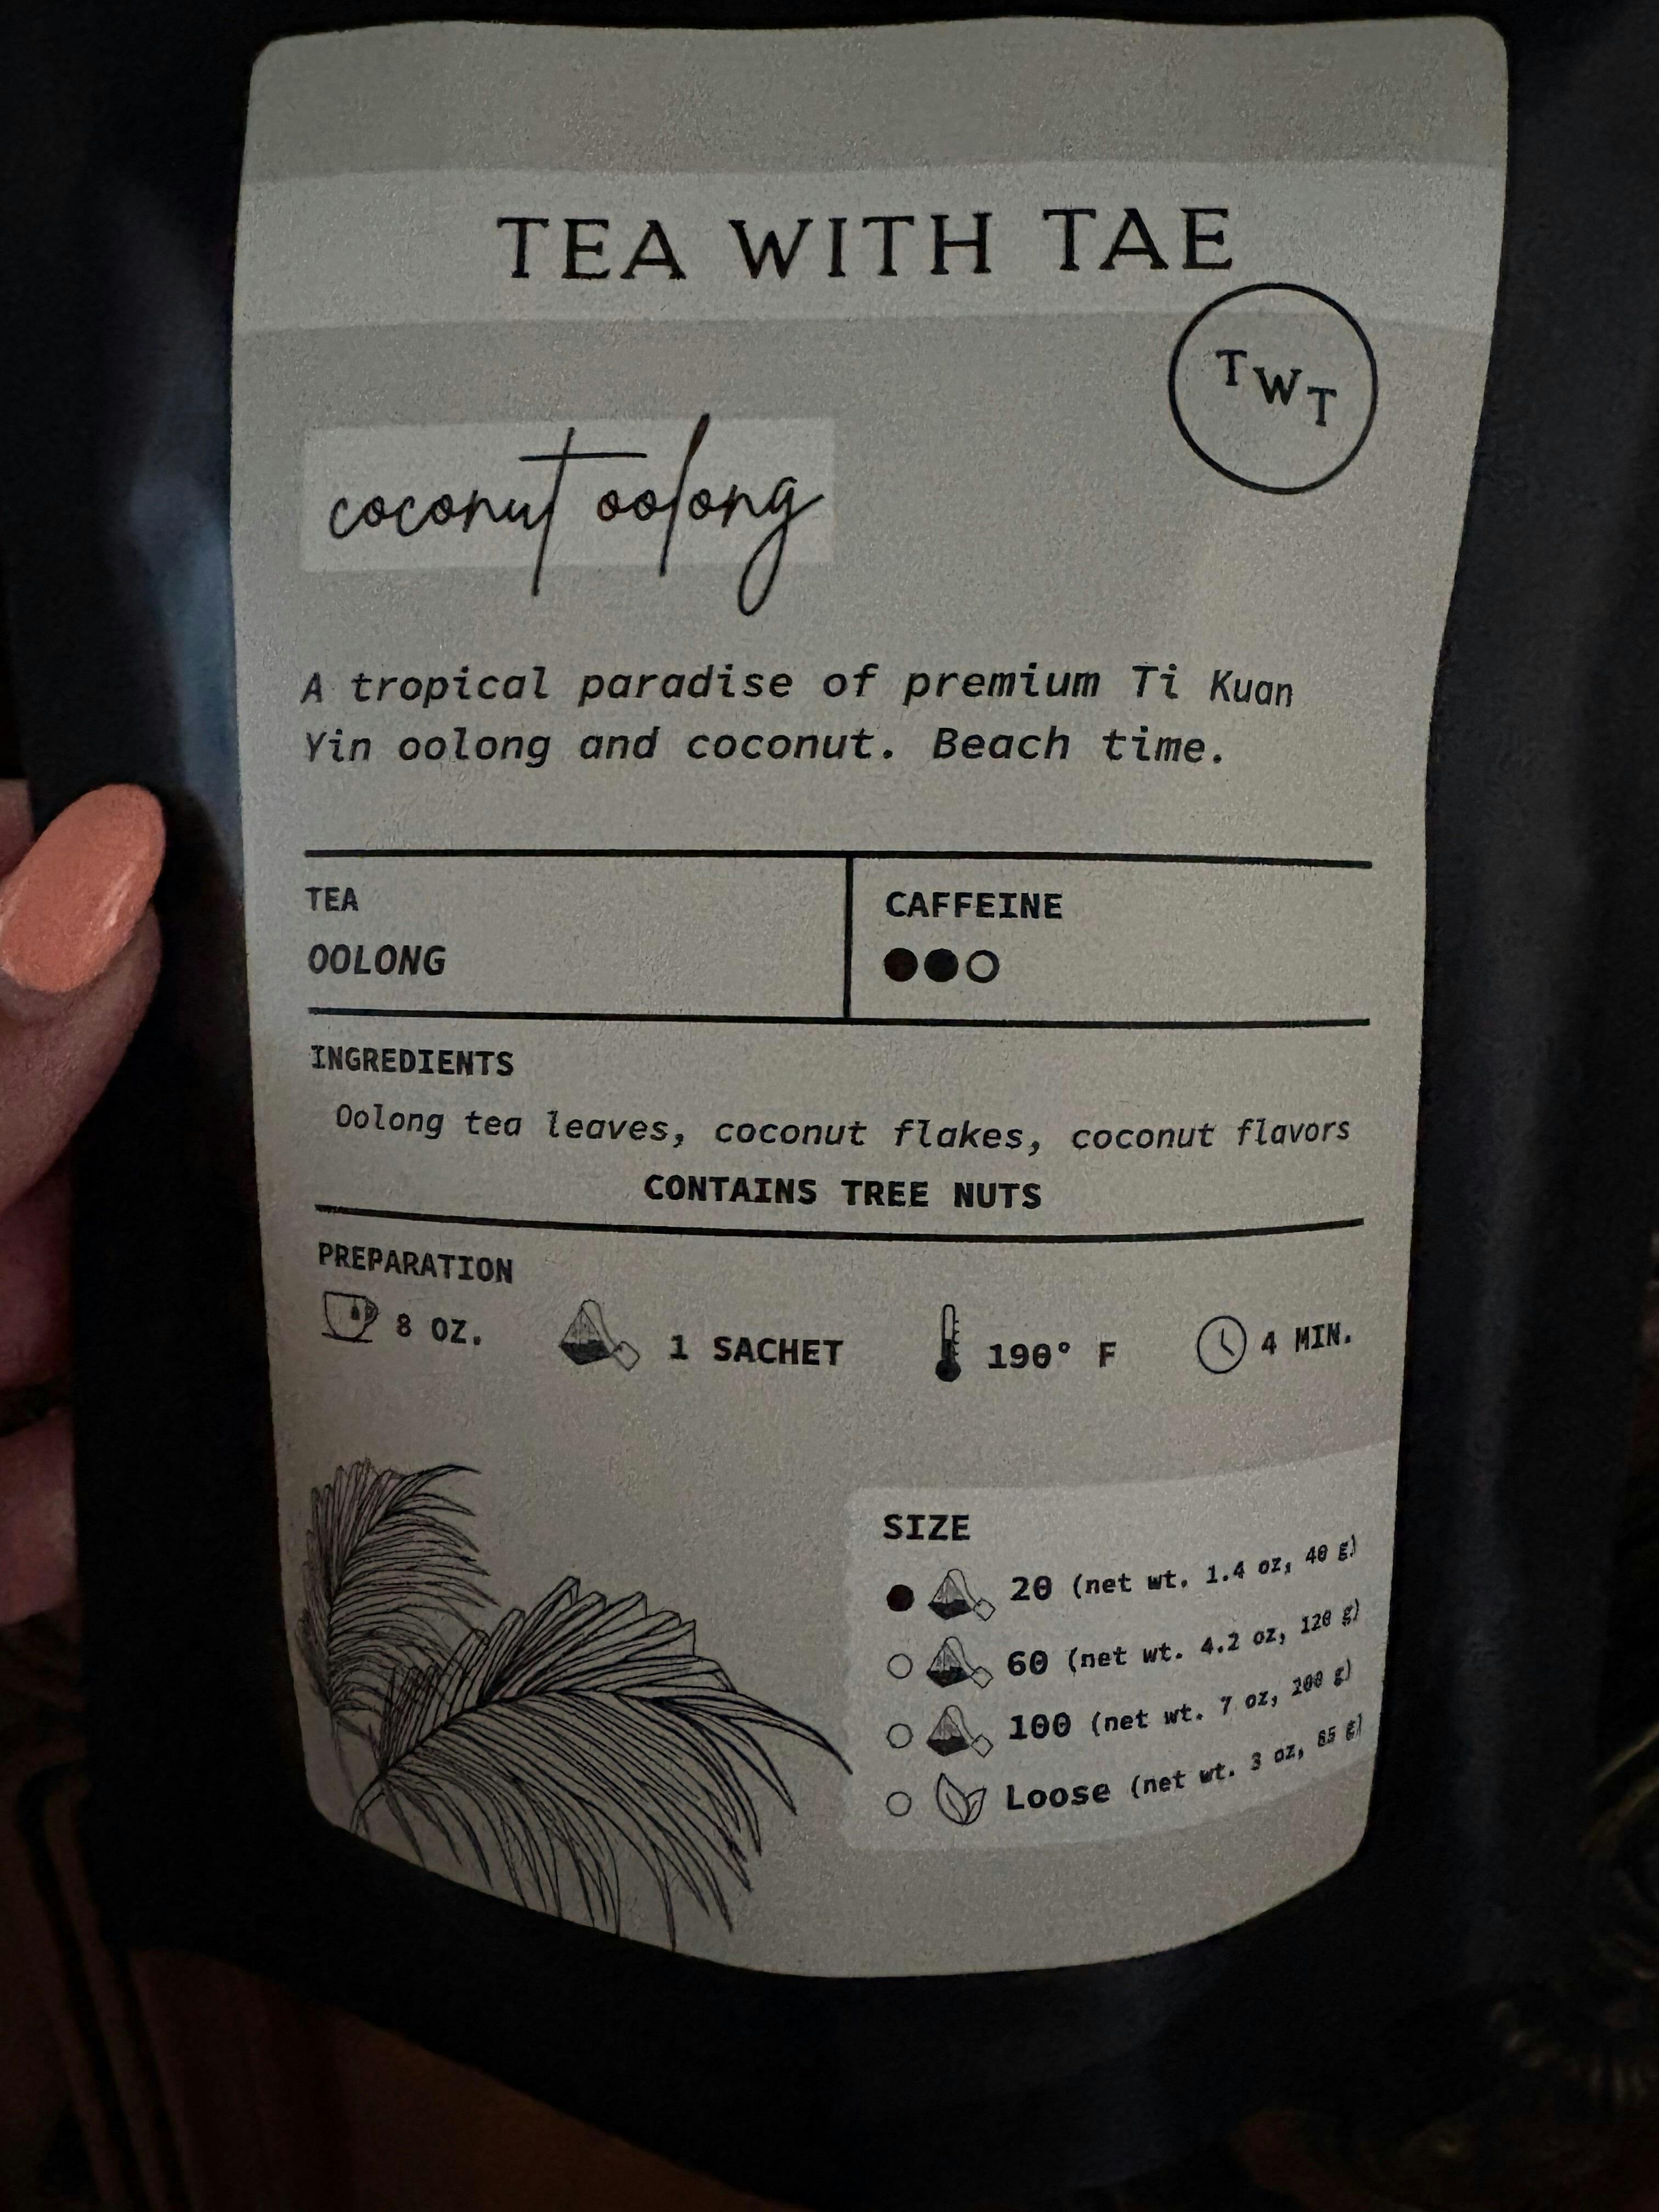 TEA WITH TAE
TWT
coconut oolong
A tropical paradise of premium Ti Kuan
Yin oolong and coconut. Beach time.
TEA
OOLONG
CAFFEINE
INGREDIENTS
Oolong tea leaves, coconut flakes, coconut flavors
CONTAINS TREE NUTS
PREPARATION
8 OZ. 1 SACHET 190° F 4 MIN.
SIZE
20 (net wt. 1.4 oz, 40 g)
60 (net wt. 4.2 oz, 120 g)
100 (net wt. 7 oz, 200 g)
Loose (net wt. 3 oz, 85 g)